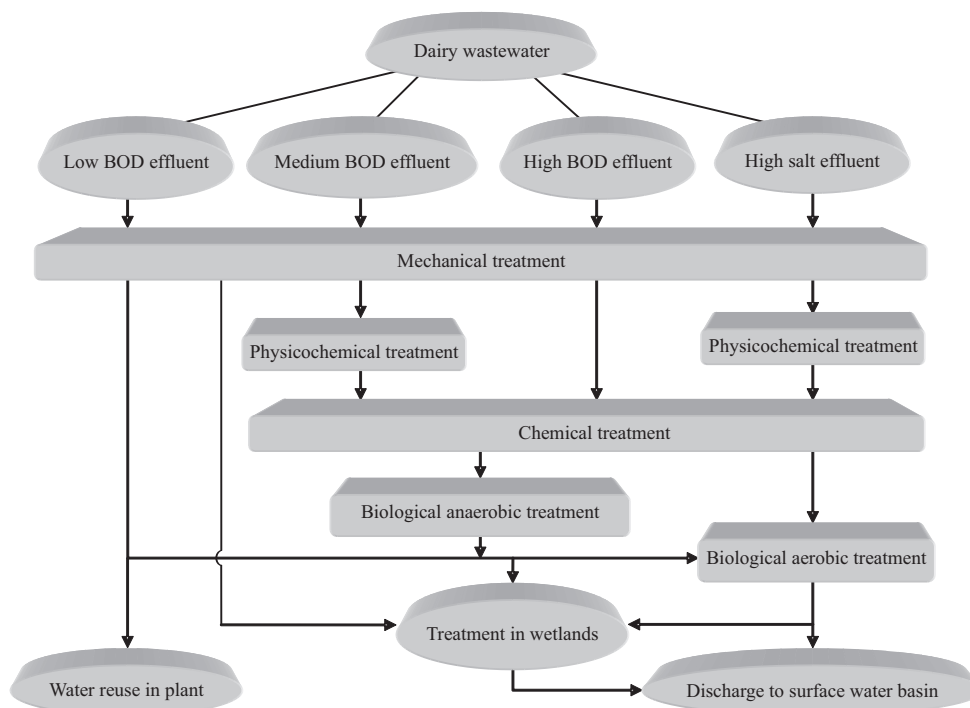 Dairy wastewater
Low BOD effluent
Medium BOD effluent
High BOD effluent
High salt effluent
Mechanical treatment
Physicochemical treatment
Physicochemical treatment
Chemical treatment
Biological anaerobic treatment
Biological aerobic treatment
Treatment in wetlands
Water reuse in plant
Discharge to surface water basin